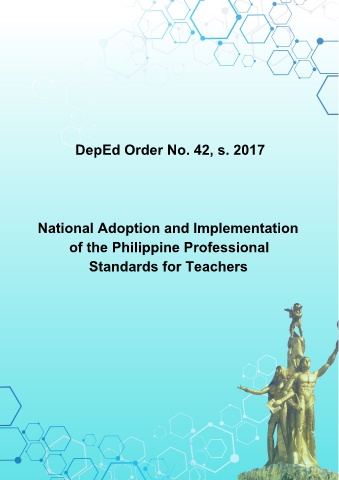 DepEd Order No. 42, s. 2017
National Adoption and Implementation
of the Philippine Professional
Standards for Teachers